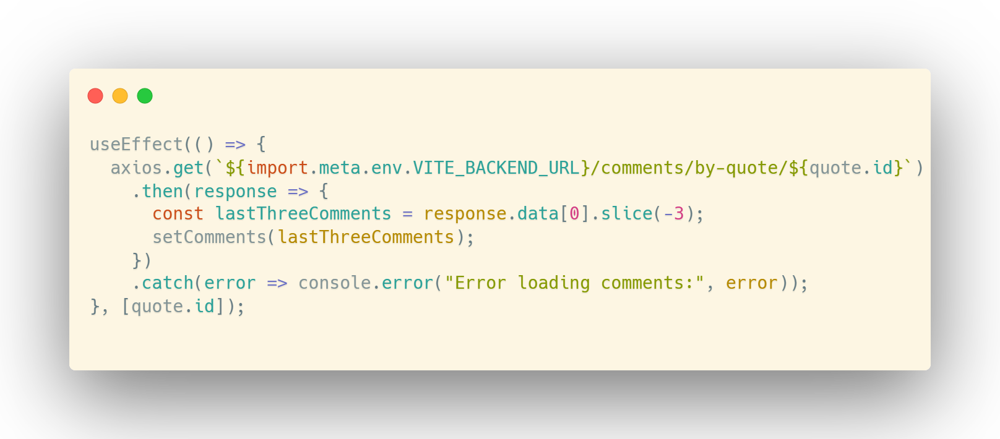 useEffect(() => {
  axios.get(`${import.meta.env.VITE_BACKEND_URL}/comments/by-quote/${quote.id}`)
    .then(response => {
      const lastThreeComments = response.data[0].slice(-3);
      setComments(lastThreeComments);
    })
    .catch(error => console.error("Error loading comments:", error));
}, [quote.id]);